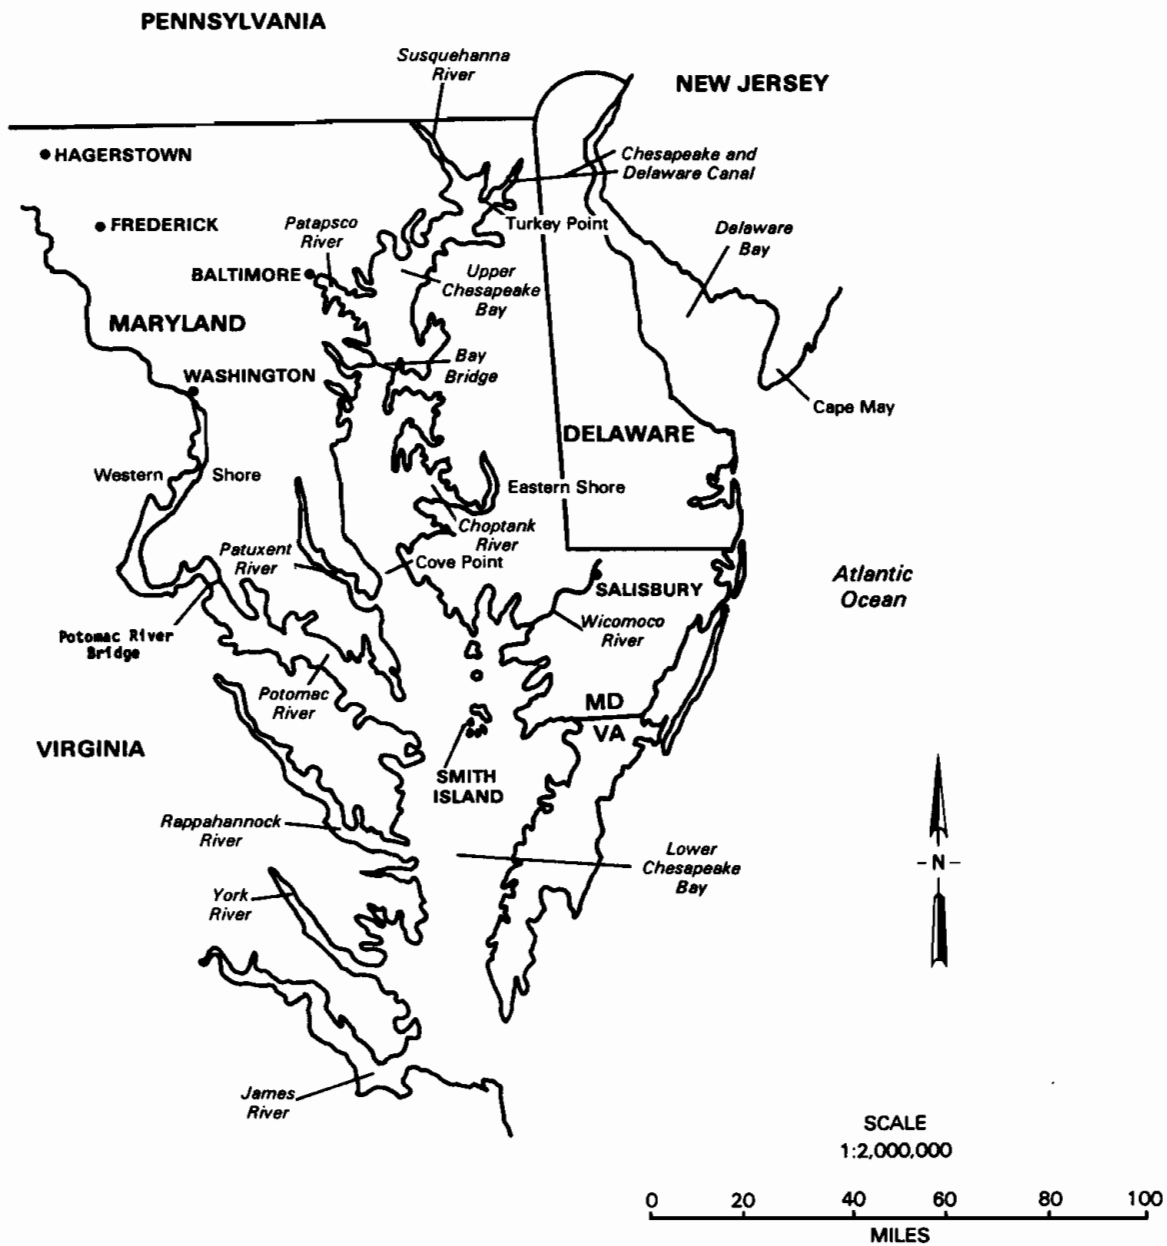 PENNSYLVANIA
Susquehanna
River
NEW JERSEY
HAGERSTOWN
Chesapeake and
Delaware Canal
FREDERICK
Patapsco
River
Turkey Point
Delaware
Bay
BALTIMORE
Upper
Chesapeake
Bay
MARYLAND
Bay
Bridge
WASHINGTON
Cape May
DELAWARE
Western Shore
Eastern Shore
Choptank
River
Patuxent
River
Cove Point
Atlantic
Ocean
SALISBURY
Wicomoco
River
Potomac River
Bridge
Potomac
River
MD
VA
VIRGINIA
SMITH
ISLAND
Rappahannock
River
Lower
Chesapeake
Bay
-N-
York
River
James
River
SCALE
1:2,000,000
0 20 40 60 80 100
MILES